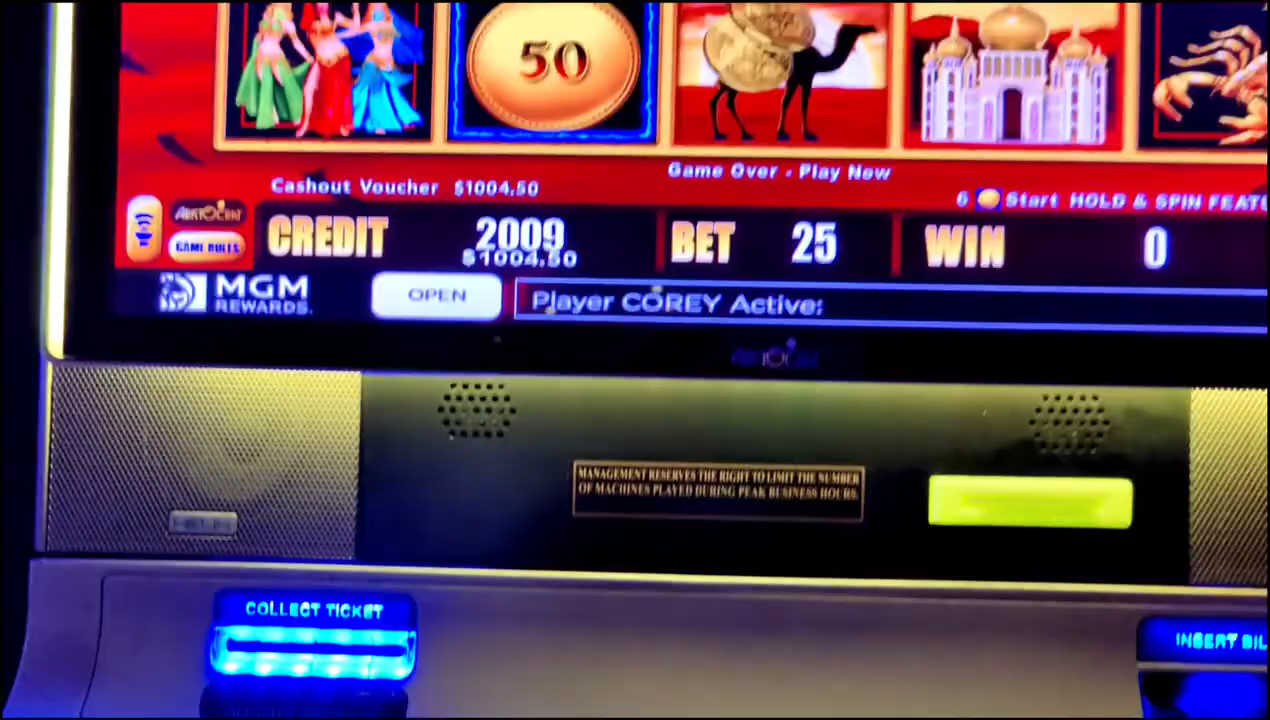 50
Game Over - Play Now
Cashout Voucher $1004.50
6 Start HOLD & SPIN FEATU
ARISTOCRAT
GAME RULES
CREDIT 2009
$1004.50
BET 25
WIN 0
MGM
REWARDS.
OPEN
Player COREY Active:
MANAGEMENT RESERVES THE RIGHT TO LIMIT THE NUMBER
OF MACHINES PLAYED DURING PEAK BUSINESS HOURS.
COLLECT TICKET
INSERT BIL